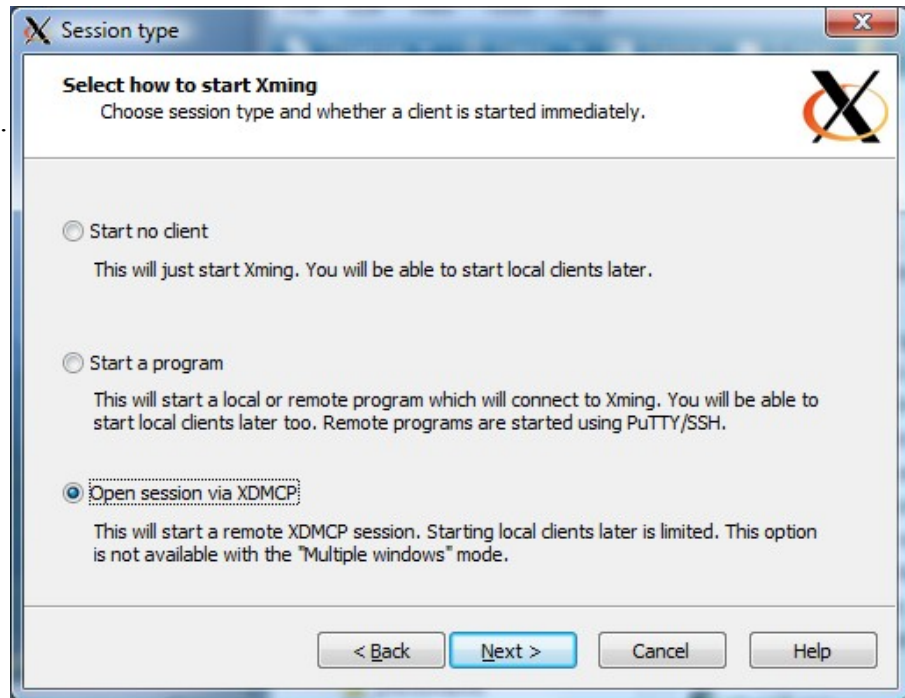 Session type
Select how to start Xming
Choose session type and whether a client is started immediately.
Start no client
This will just start Xming. You will be able to start local clients later.
Start a program
This will start a local or remote program which will connect to Xming. You will be able to
start local clients later too. Remote programs are started using PuTTY/SSH.
Open session via XDMCP
This will start a remote XDMCP session. Starting local clients later is limited. This option
is not available with the "Multiple windows" mode.
< Back
Next >
Cancel
Help